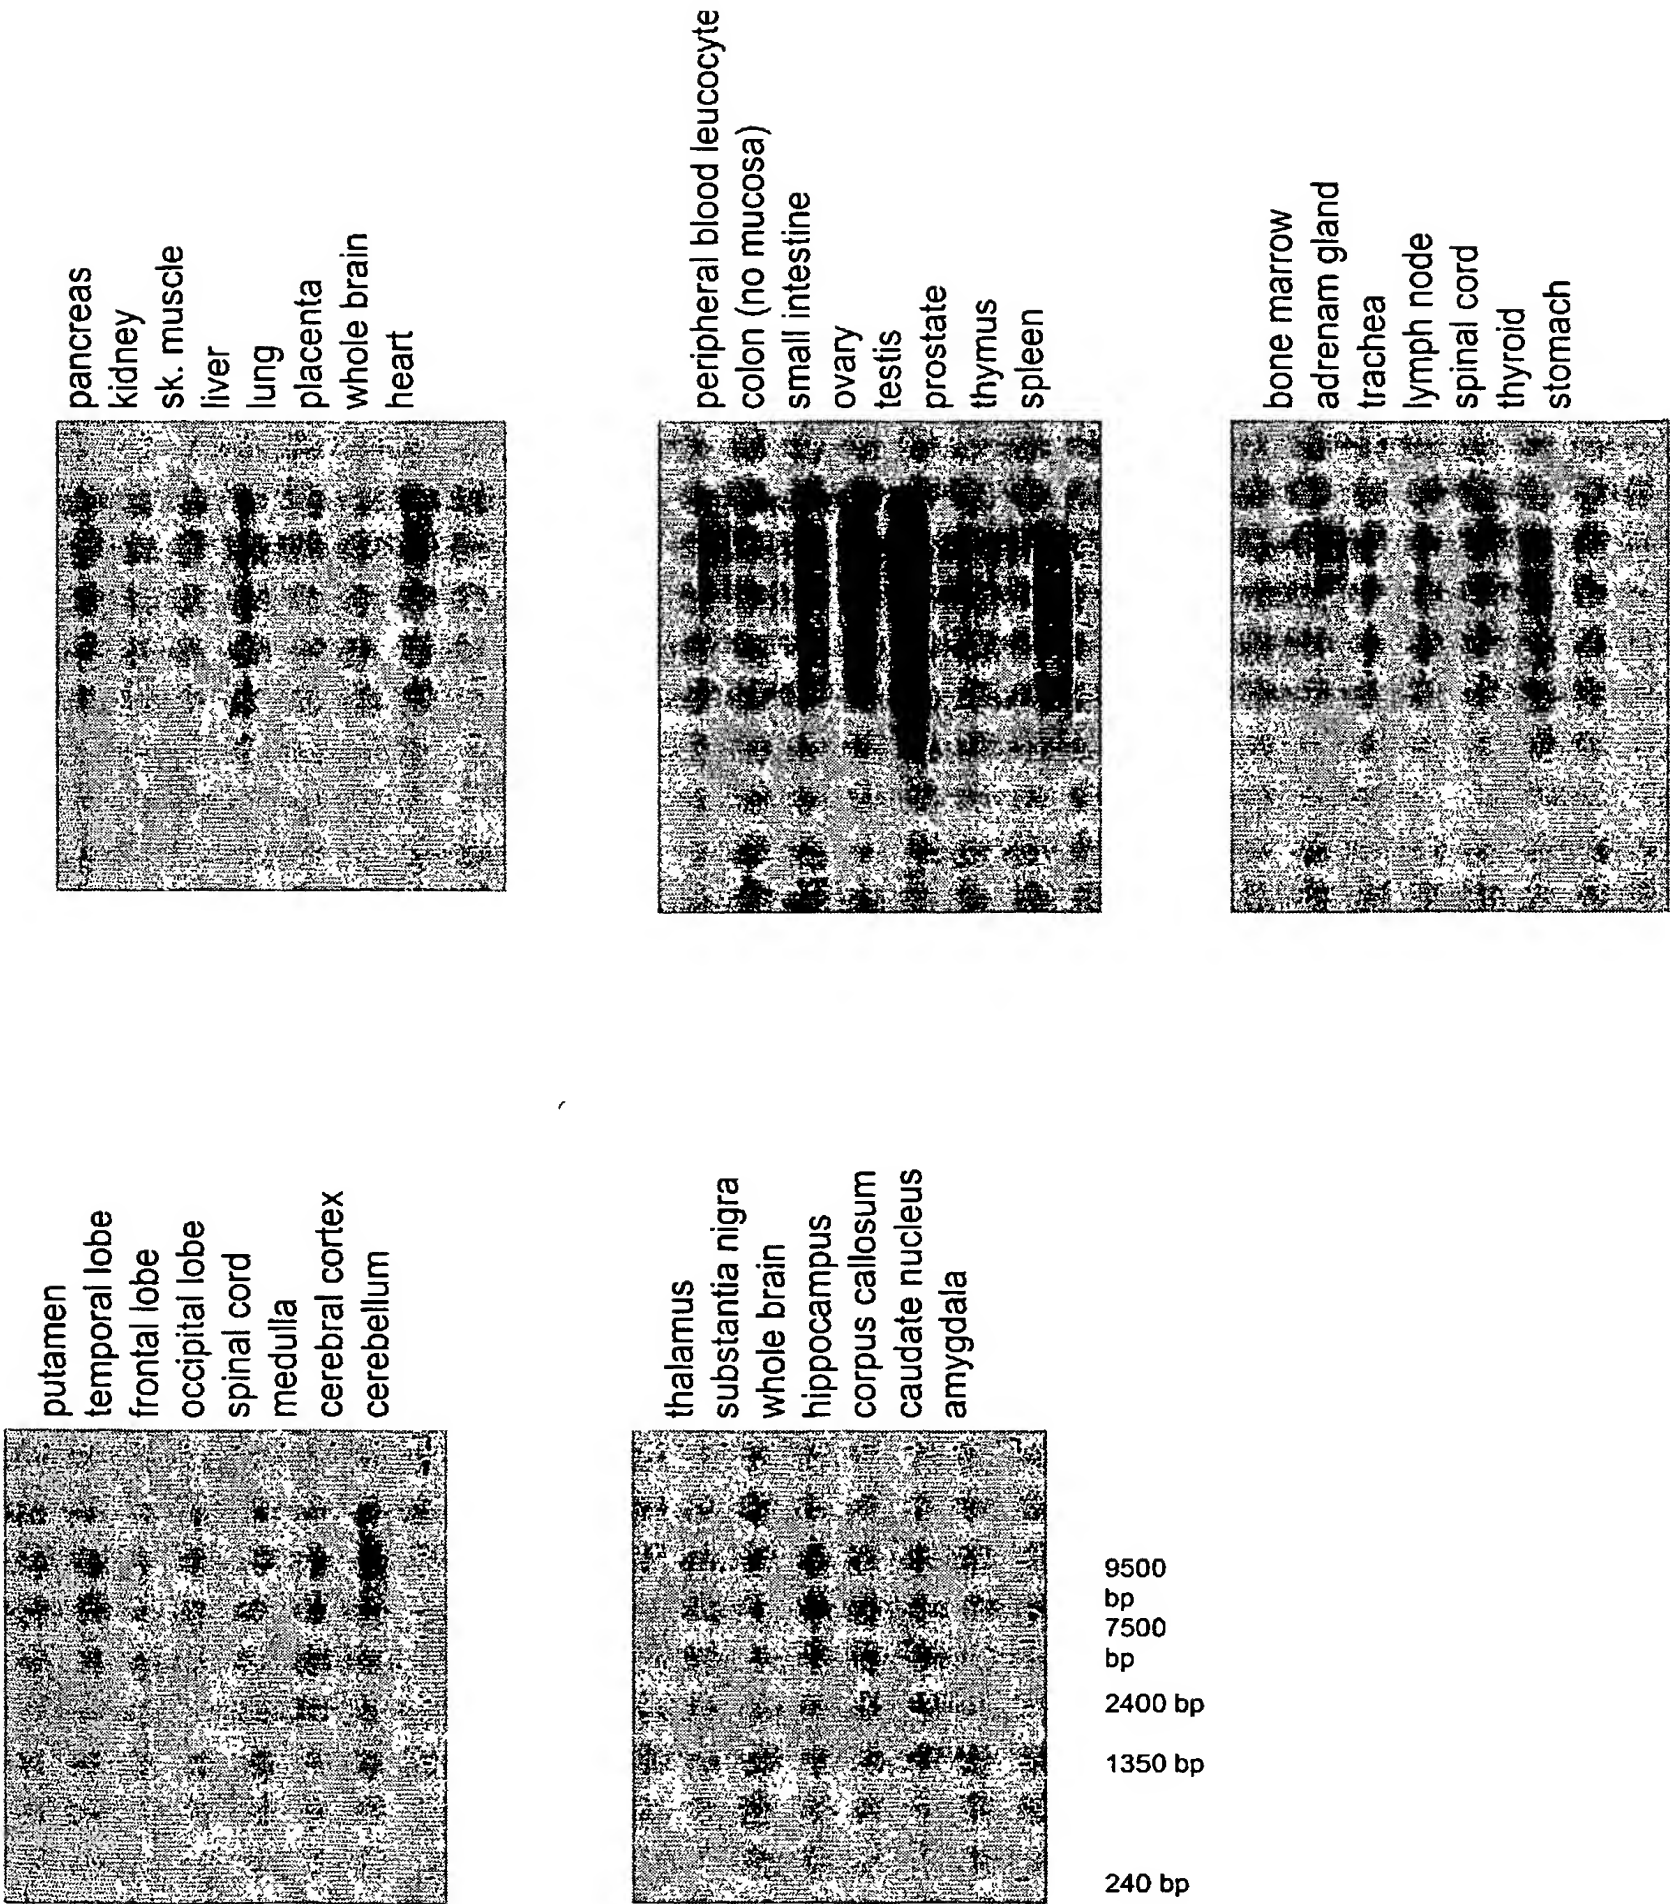 pancreas
kidney
sk. muscle
liver
lung
placenta
whole brain
heart
peripheral blood leucocyte
colon (no mucosa)
small intestine
ovary
testis
prostate
thymus
spleen
bone marrow
adrenam gland
trachea
lymph node
spinal cord
thyroid
stomach
putamen
temporal lobe
frontal lobe
occipital lobe
spinal cord
medulla
cerebral cortex
cerebellum
thalamus
substantia nigra
whole brain
hippocampus
corpus callosum
caudate nucleus
amygdala
9500
bp
7500
bp
2400 bp
1350 bp
240 bp